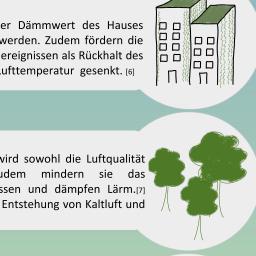 er Dämmwert des Hauses
werden. Zudem fördern die
ereignissen als Rückhalt des
ufttemperatur gesenkt. [6]
wird sowohl die Luftqualität
udem mindern sie das
ssen und dämpfen Lärm.[7]
Entstehung von Kaltluft und